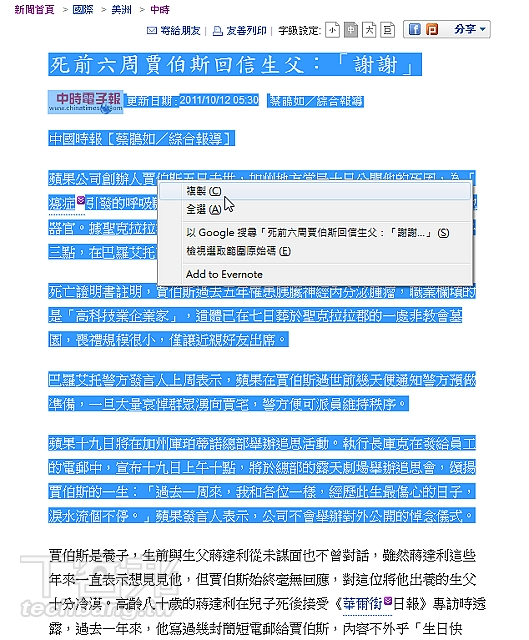 新聞首頁 > 國際 > 美洲 > 中時
寄給朋友 | 友善列印 | 字級設定: 小 中 大 巨 分享
死前六周賈伯斯回信生父：「謝謝」
中時電子報 www.chinatimes.com 更新日期:2011/10/12 05:30 蔡鵑如／綜合報導
中國時報【蔡鵑如／綜合報導】
蘋果公司創辦人賈伯斯五日去世，加州地方當局十日公開他的死因，為「
癌症 引發的呼吸
器官。據聖克拉拉
三點，在巴羅艾托
複製(C)
全選(A)
以 Google 搜尋「死前六周賈伯斯回信生父：「謝謝...」(S)
檢視選取範圍原始碼(E)
Add to Evernote
死亡證明書註明，賈伯斯過去五年罹患胰臟神經內分泌腫瘤，職業欄填的
是「高科技業企業家」，遺體已在七日葬於聖克拉拉郡的一處非教會墓
園，喪禮規模很小，僅讓近親好友出席。
巴羅艾托警方發言人上周表示，蘋果在賈伯斯過世前幾天便通知警方預做
準備，一旦大量哀悼群眾湧向賈宅，警方便可派員維持秩序。
蘋果十九日將在加州庫珀蒂諾總部舉辦追思活動。執行長庫克在發給員工
的電郵中，宣布十九日上午十點，將於總部的露天劇場舉辦追思會，頌揚
賈伯斯的一生：「過去一周來，我和各位一樣，經歷此生最傷心的日子，
淚水流個不停。」蘋果發言人表示，公司不會舉辦對外公開的悼念儀式。
賈伯斯是養子，生前與生父蔣達利從未謀面也不曾對話，雖然蔣達利這些
年來一直表示想見見他，但賈伯斯始終毫無回應，對這位將他出養的生父
十分冷漠。高齡八十歲的蔣達利在兒子死後接受《華爾街 日報》專訪時透
露，過去一年來，他寫過幾封簡短電郵給賈伯斯，內容不外乎「生日快